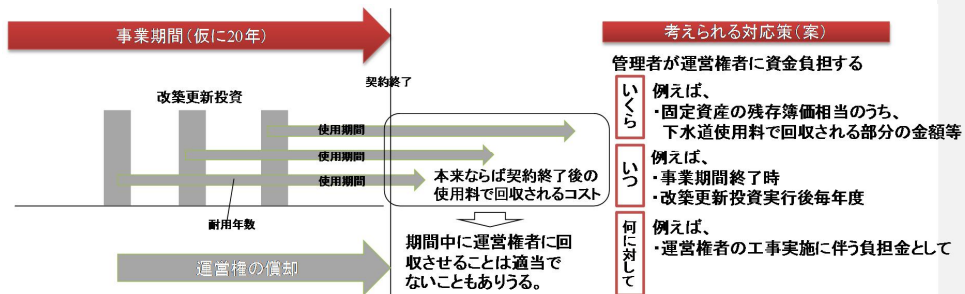 事業期間(仮に20年)
契約終了
改築更新投資
使用期間
使用期間
使用期間
耐用年数
本来ならば契約終了後の
使用料で回収されるコスト
運営権の償却
期間中に運営権者に回
収させることは適当で
ないこともありうる。
考えられる対応策(案)
管理者が運営権者に資金負担する
いくら
例えば、
・固定資産の残存簿価相当のうち、
下水道使用料で回収される部分の金額等
いつ
例えば、
・事業期間終了時
・改築更新投資実行後毎年度
何に対して
例えば、
・運営権者の工事実施に伴う負担金として